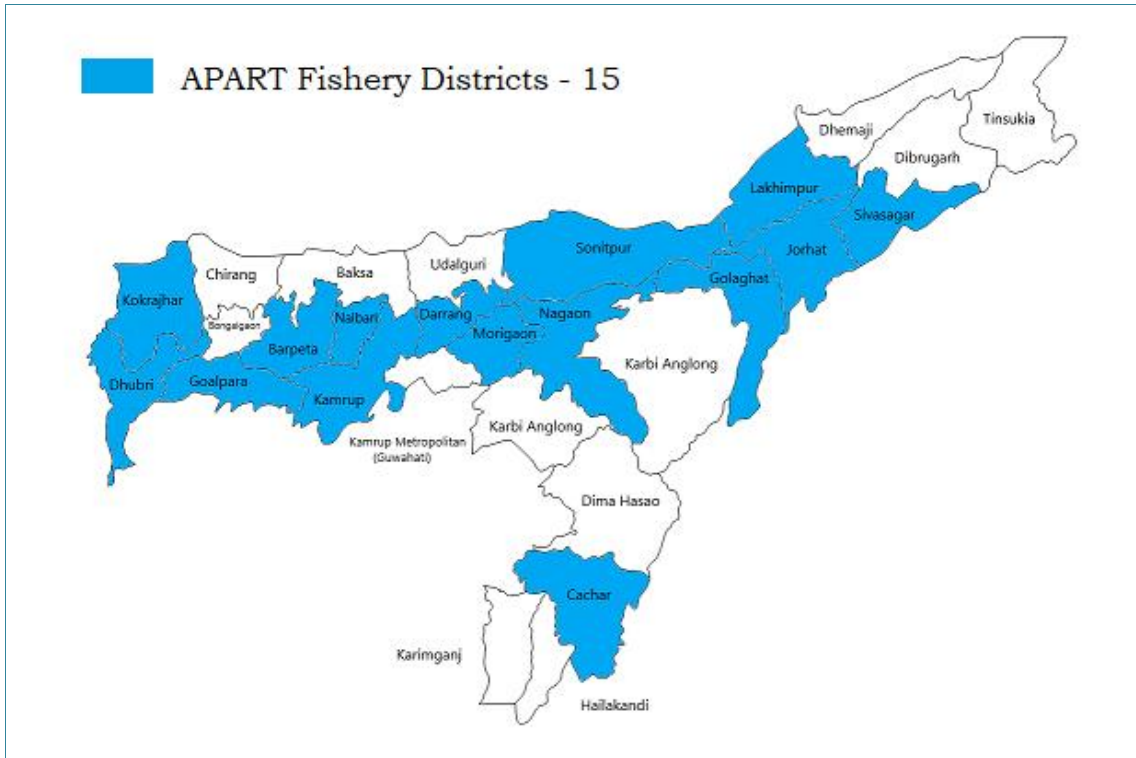 APART Fishery Districts - 15
Tinsukia
Dhemaji
Dibrugarh
Lakhimpur
Sivasagar
Sonitpur
Jorhat
Udalguri
Chirang
Baksa
Golaghat
Kokrajhar
Nagaon
Nalbari
Darrang
Bongaigaon
Morigaon
Barpeta
Karbi Anglong
Dhubri
Goalpara
Kamrup
Karbi Anglong
Kamrup Metropolitan
(Guwahati)
Dima Hasao
Cachar
Karimganj
Hailakandi